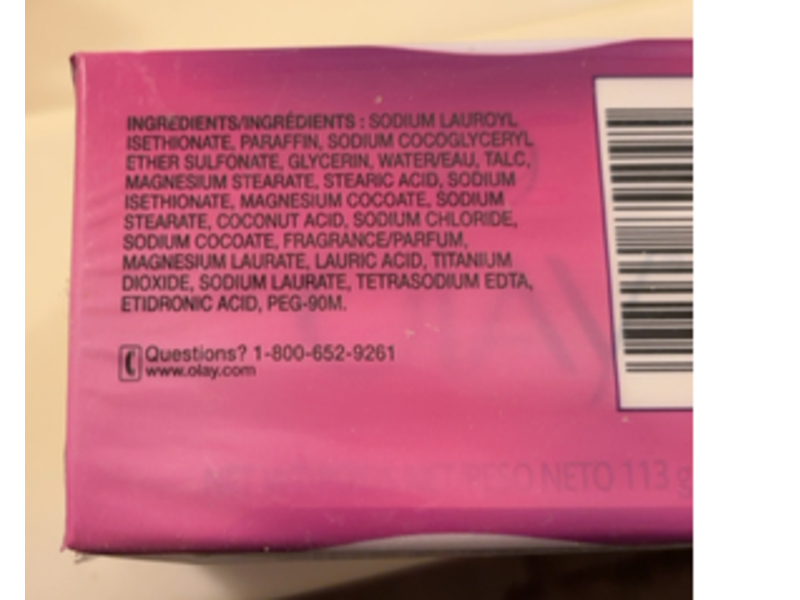 INGREDIENTS/INGRÉDIENTS : SODIUM LAUROYL
ISETHIONATE, PARAFFIN, SODIUM COCOGLYCERYL
ETHER SULFONATE, GLYCERIN, WATER/EAU, TALC,
MAGNESIUM STEARATE, STEARIC ACID, SODIUM
ISETHIONATE, MAGNESIUM COCOATE, SODIUM
STEARATE, COCONUT ACID, SODIUM CHLORIDE,
SODIUM COCOATE, FRAGRANCE/PARFUM,
MAGNESIUM LAURATE, LAURIC ACID, TITANIUM
DIOXIDE, SODIUM LAURATE, TETRASODIUM EDTA,
ETIDRONIC ACID, PEG-90M.
Questions? 1-800-652-9261
www.olay.com
NET PESO NETO 113 g